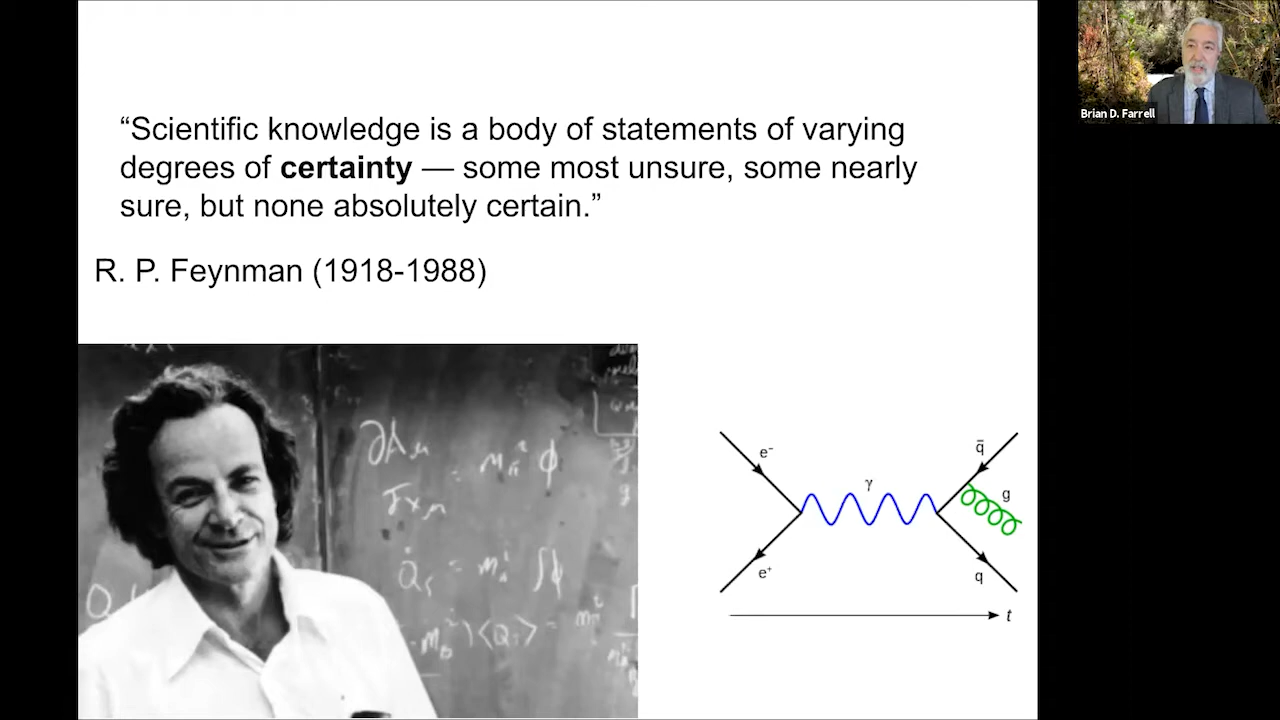 “Scientific knowledge is a body of statements of varying
degrees of certainty — some most unsure, some nearly
sure, but none absolutely certain.”
R. P. Feynman (1918-1988)
Brian D. Farrell
e⁻
q̄
γ
g
e⁺
q
t